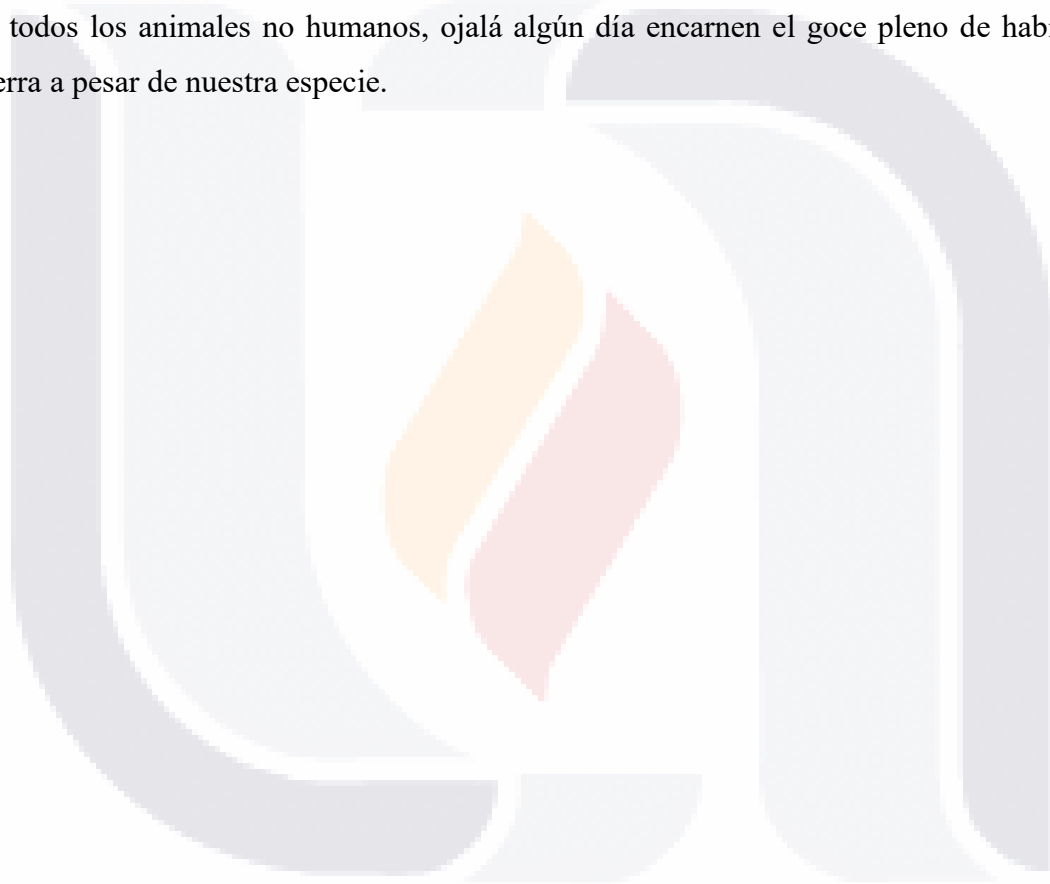 todos los animales no humanos, ojalá algún día encarnen el goce pleno de hab
erra a pesar de nuestra especie.